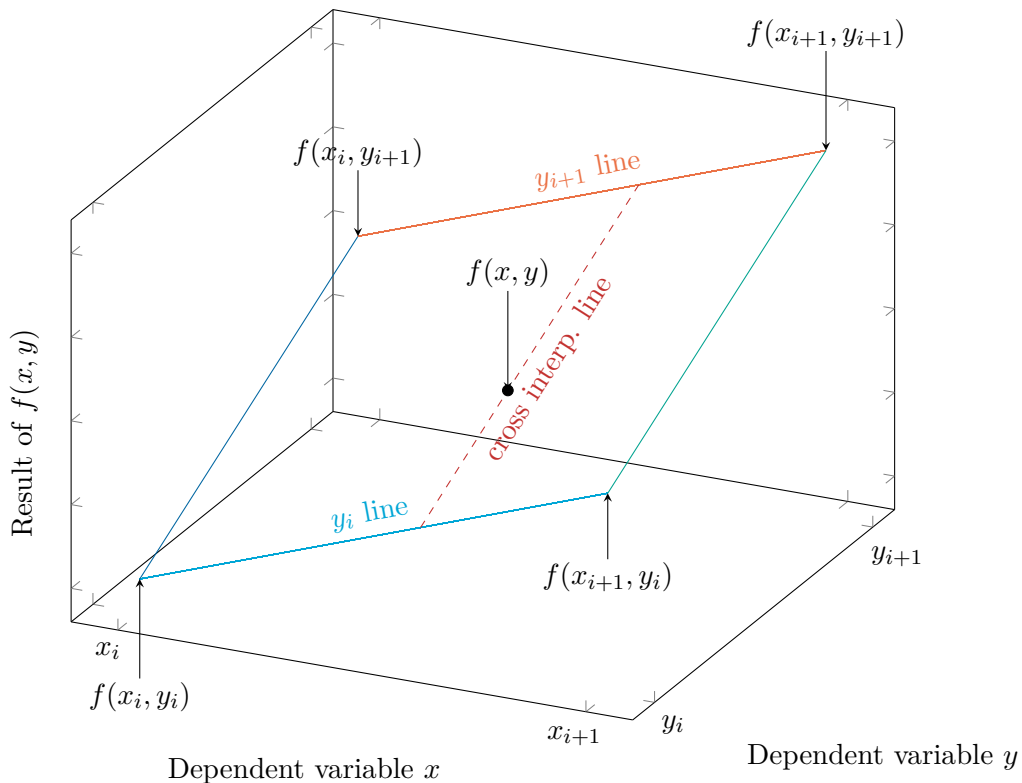 f(x_{i+1}, y_{i+1})
f(x_i, y_{i+1})
y_{i+1} line
f(x, y)
cross interp. line
Result of f(x, y)
y_i line
f(x_{i+1}, y_i)
y_{i+1}
x_i
f(x_i, y_i)
y_i
x_{i+1}
Dependent variable y
Dependent variable x